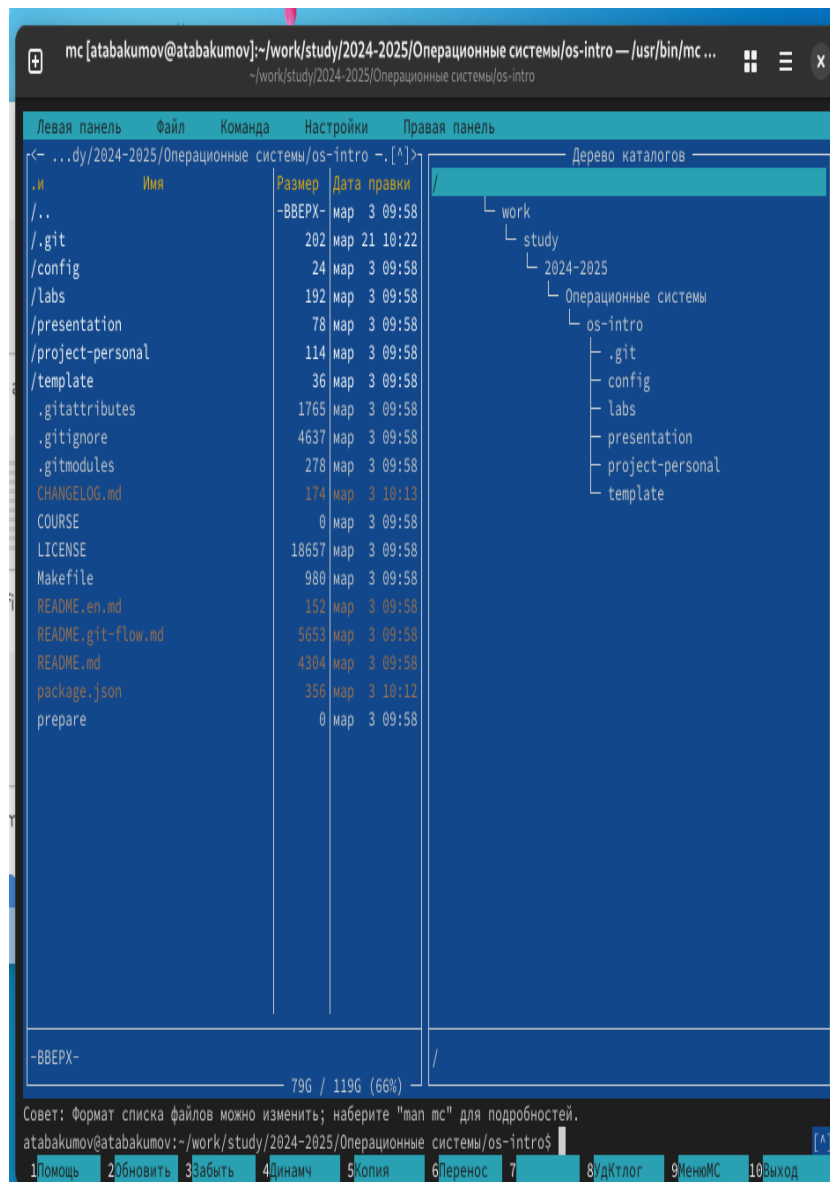 mc [atabakumov@atabakumov]:~/work/study/2024-2025/Операционные системы/os-intro — /usr/bin/mc ...
~/work/study/2024-2025/Операционные системы/os-intro
Левая панель Файл Команда Настройки Правая панель
<− ...dy/2024-2025/Операционные системы/os-intro −.[^]> Дерево каталогов
.и Имя Размер Дата правки /
/.. -ВВЕРХ- мар 3 09:58 work
/.git 202 мар 21 10:22 study
/config 24 мар 3 09:58 2024-2025
/labs 192 мар 3 09:58 Операционные системы
/presentation 78 мар 3 09:58 os-intro
/project-personal 114 мар 3 09:58 .git
/template 36 мар 3 09:58 config
.gitattributes 1765 мар 3 09:58 labs
.gitignore 4637 мар 3 09:58 presentation
.gitmodules 278 мар 3 09:58 project-personal
CHANGELOG.md 174 мар 3 10:13 template
COURSE 0 мар 3 09:58
LICENSE 18657 мар 3 09:58
Makefile 980 мар 3 09:58
README.en.md 152 мар 3 09:58
README.git-flow.md 5653 мар 3 09:58
README.md 4304 мар 3 09:58
package.json 356 мар 3 10:12
prepare 0 мар 3 09:58
-ВВЕРХ- /
79G / 119G (66%)
Совет: Формат списка файлов можно изменить; наберите "man mc" для подробностей.
atabakumov@atabakumov:~/work/study/2024-2025/Операционные системы/os-intro$ [^]
1Помощь 2Обновить 3Забыть 4Динамч 5Копия 6Перенос 7 8УдКтлог 9МенюМС 10Выход